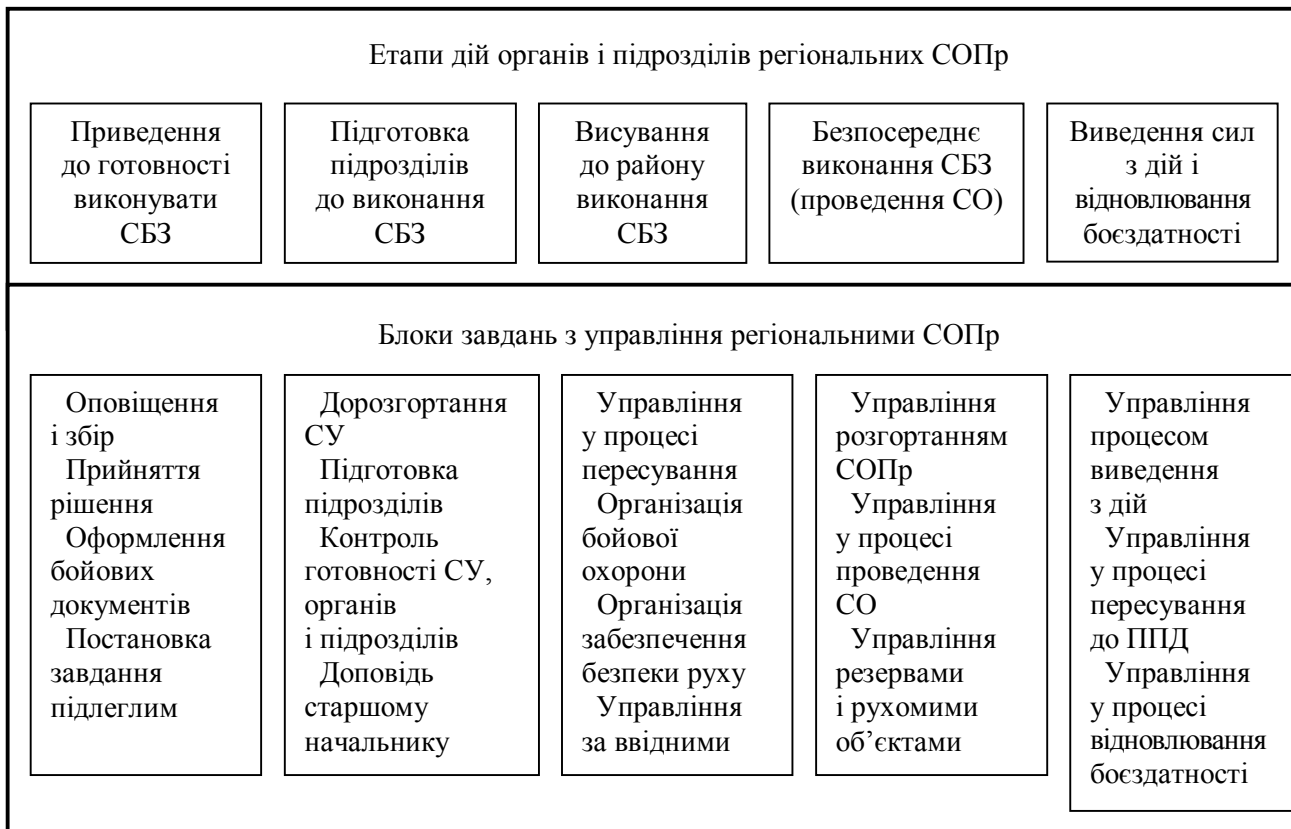 Етапи дій органів і підрозділів регіональних СОПр
Приведення
до готовності
виконувати
СБЗ
Підготовка
підрозділів
до виконання
СБЗ
Висування
до району
виконання
СБЗ
Безпосереднє
виконання СБЗ
(проведення СО)
Виведення сил
з дій і
відновлювання
боєздатності
Блоки завдань з управління регіональними СОПр
Оповіщення
і збір
Прийняття
рішення
Оформлення
бойових
документів
Постановка
завдання
підлеглим
Дорозгортання
СУ
Підготовка
підрозділів
Контроль
готовності СУ,
органів
і підрозділів
Доповідь
старшому
начальнику
Управління
у процесі
пересування
Організація
бойової
охорони
Організація
забезпечення
безпеки руху
Управління
за ввідними
Управління
розгортанням
СОПр
Управління
у процесі
проведення
СО
Управління
резервами
і рухомими
об’єктами
Управління
процесом
виведення
з дій
Управління
у процесі
пересування
до ППД
Управління
у процесі
відновлювання
боєздатності